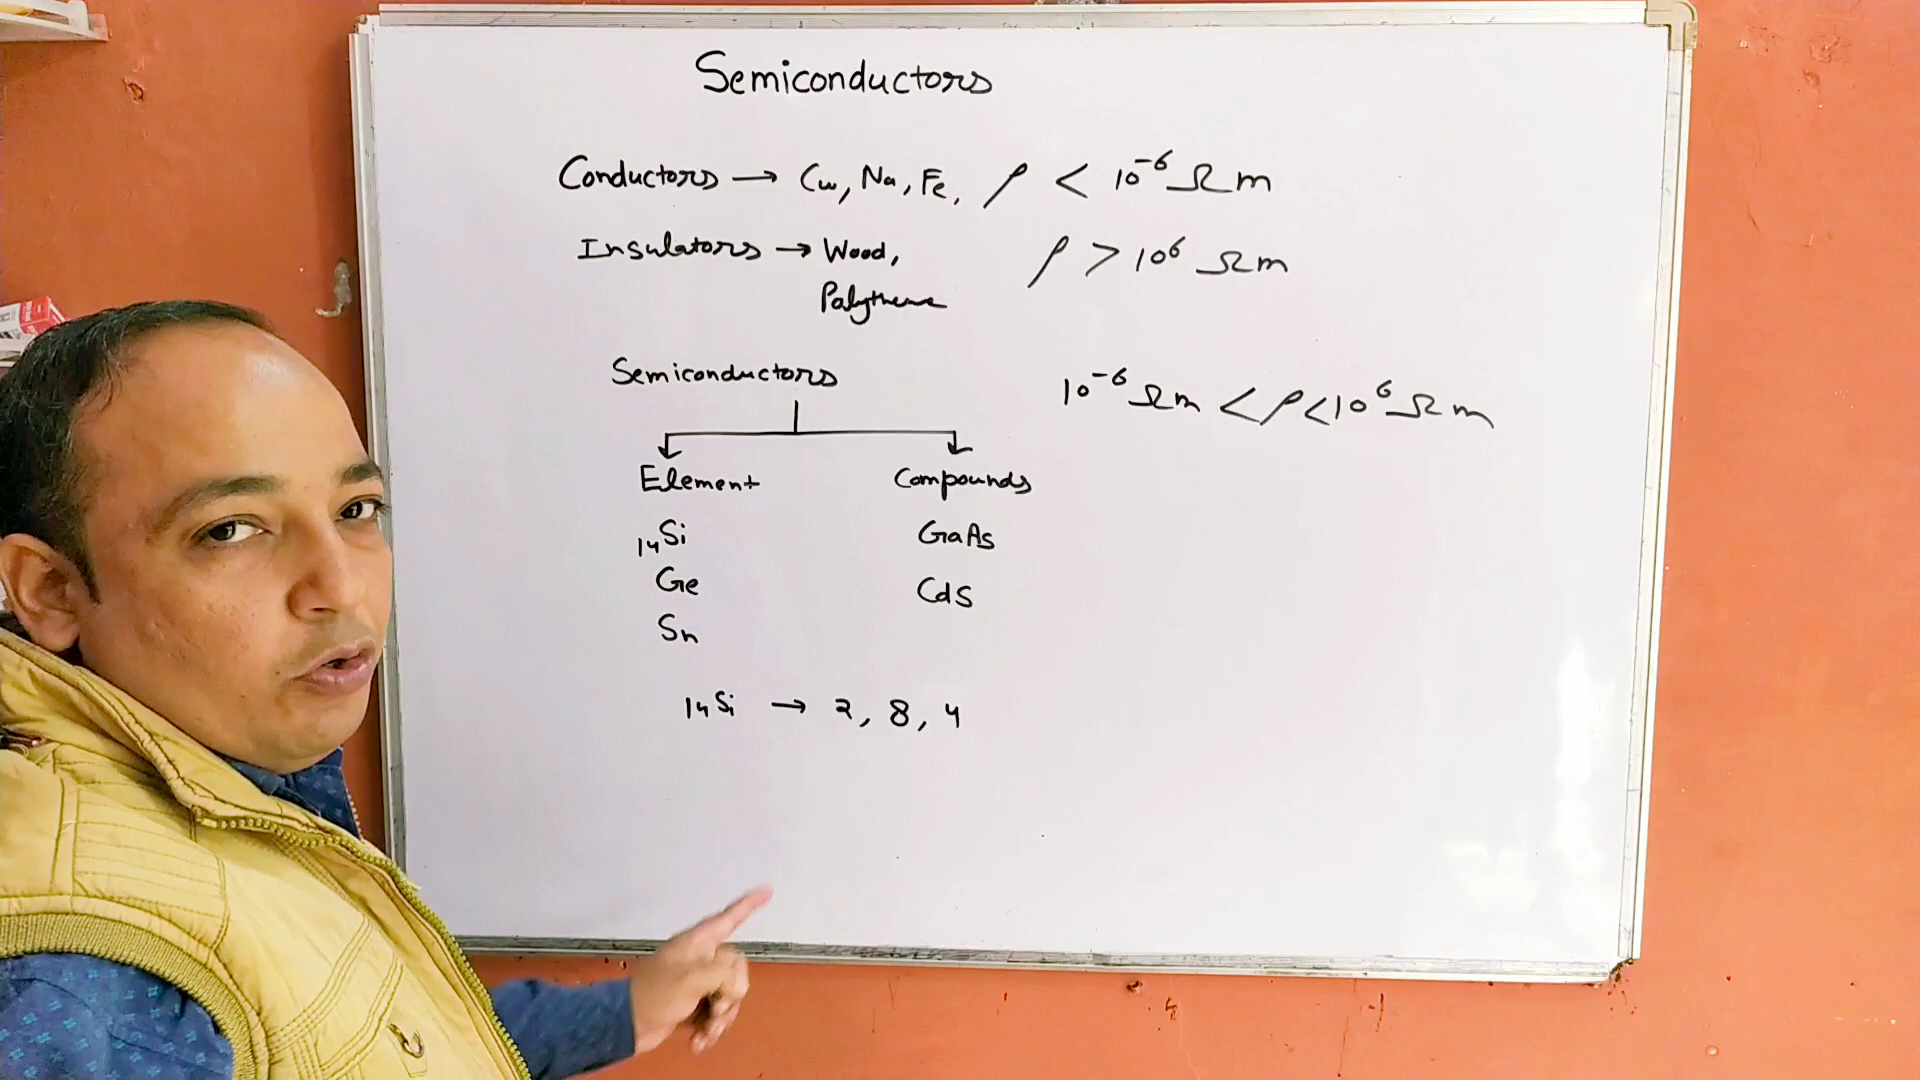 Semiconductors
Conductors → Cu, Na, Fe, ρ < 10⁻⁶ Ωm
Insulators → Wood, ρ > 10⁶ Ωm
Polythene
Semiconductors 10⁻⁶ Ωm < ρ < 10⁶ Ωm
Element Compounds
₁₄Si GaAs
Ge CdS
Sn
₁₄Si → 2, 8, 4